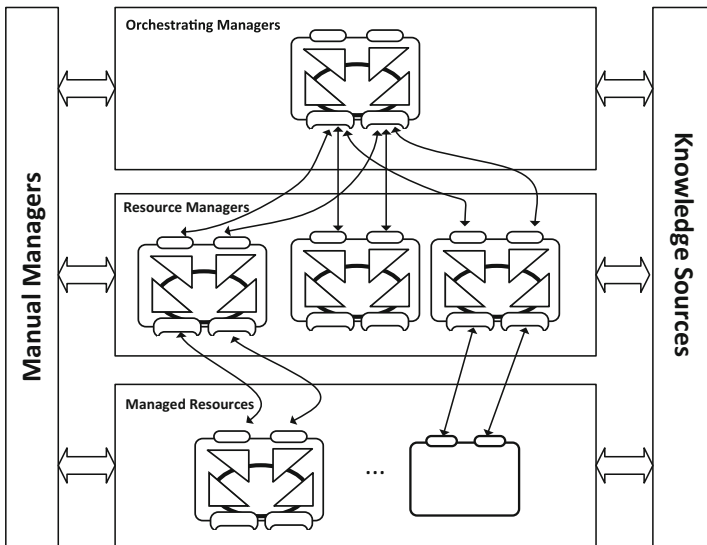 Orchestrating Managers
Manual Managers
Knowledge Sources
Resource Managers
Managed Resources
...